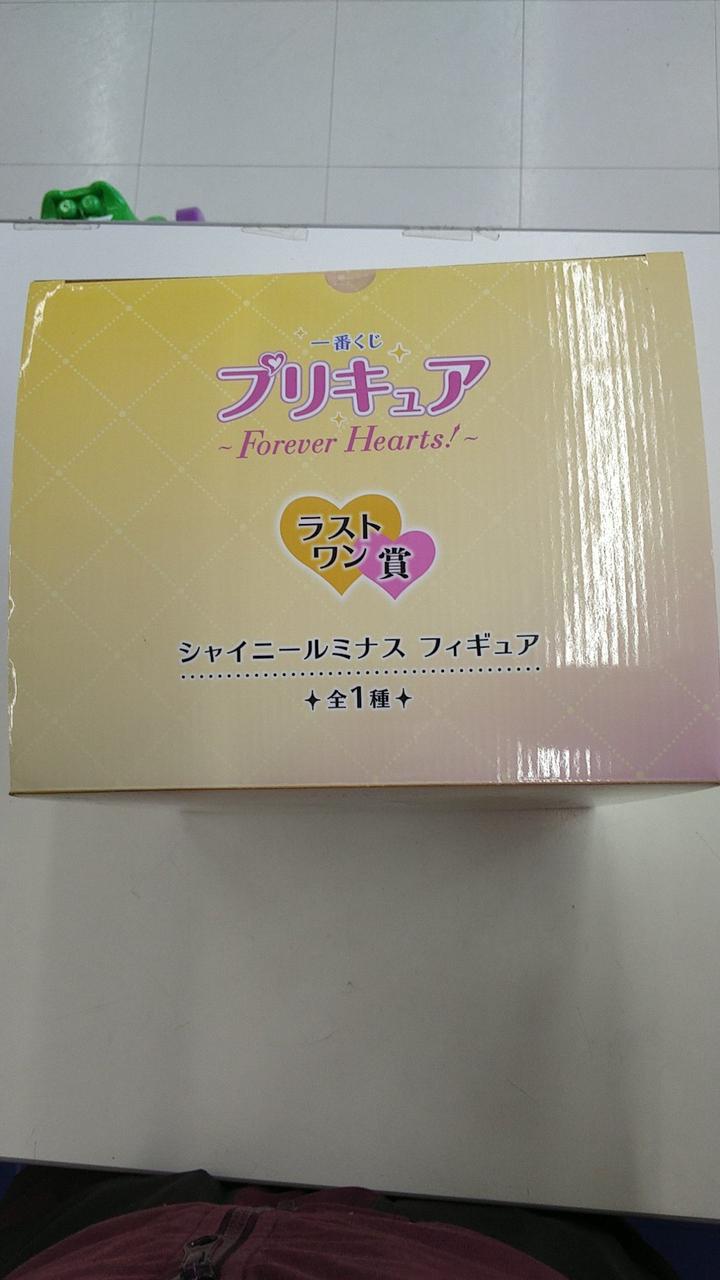 一番くじ
プリキュア
~Forever Hearts!~
ラスト
ワン賞
シャイニールミナス フィギュア
全1種